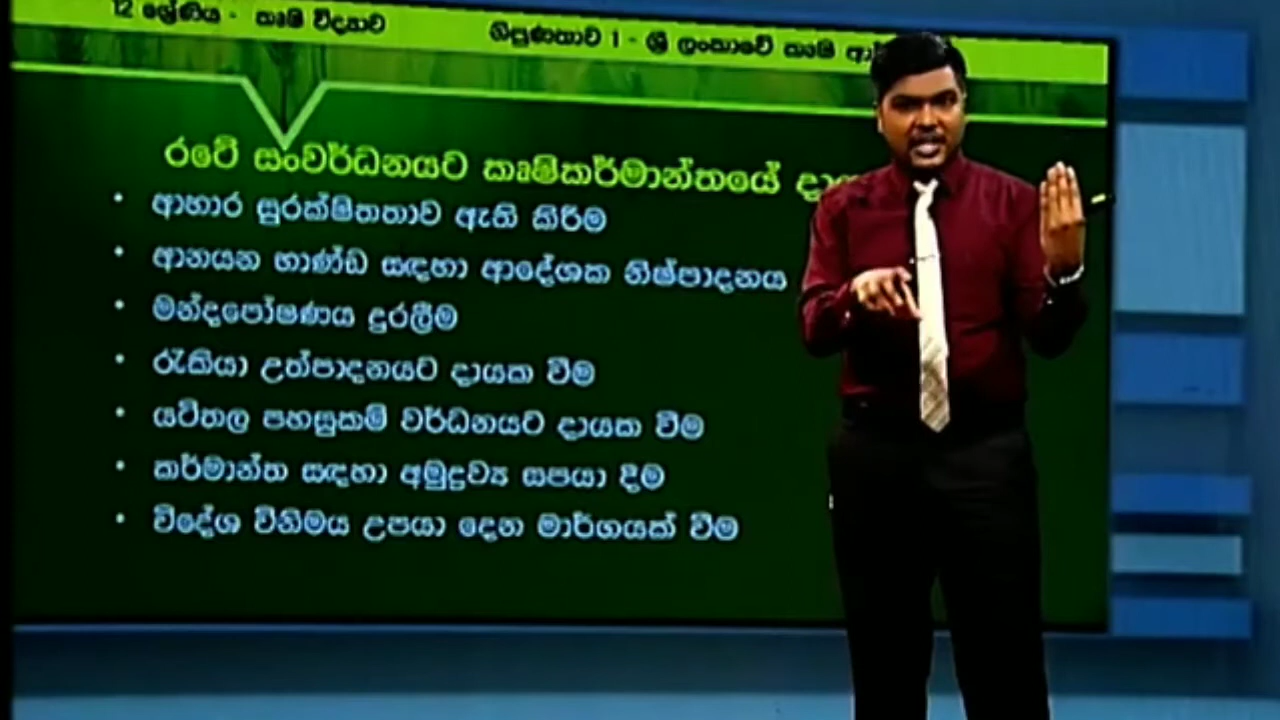 12 ශ්‍රේණිය - කෘෂි විද්‍යාව
නිපුණතාව 1 - ශ්‍රී ලංකාවේ කෘෂි
රටේ සංවර්ධනයට කෘෂිකර්මාන්තයේ
• ආහාර සුරක්ෂිතතාව ඇති කිරීම
• ආනයන භාණ්ඩ සඳහා ආදේශක නිෂ්පාදනය
• මන්දපෝෂණය දුරලීම
• රැකියා උත්පාදනයට දායක වීම
• යටිතල පහසුකම් වර්ධනයට දායක වීම
• කර්මාන්ත සඳහා අමුද්‍රව්‍ය සපයා දීම
• විදේශ විනිමය උපයා දෙන මාර්ගයක් වීම